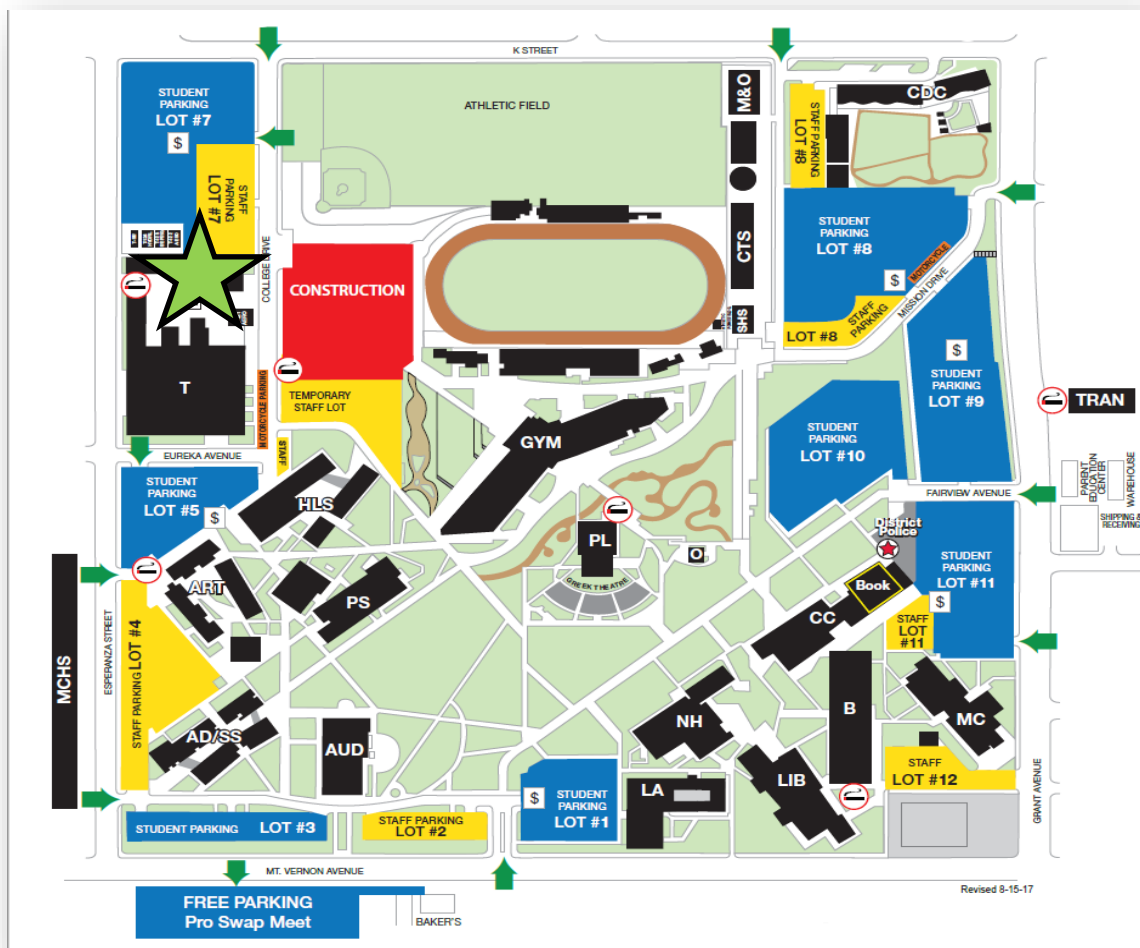 K STREET
STUDENT
PARKING
LOT #7
$
STAFF
PARKING
LOT #7
COLLEGE DRIVE
ATHLETIC FIELD
M&O
CTS
SHS
STAFF PARKING
LOT #8
CDC
STUDENT
PARKING
LOT #8
$
MOTORCYCLE
MISSION DRIVE
STAFF
PARKING
LOT #8
CONSTRUCTION
TEMPORARY
STAFF LOT
STAFF
MOTORCYCLE PARKING
T
EUREKA AVENUE
STUDENT
PARKING
LOT #5
$
HLS
GYM
$
STUDENT
PARKING
LOT #9
STUDENT
PARKING
LOT #10
TRAN
FAIRVIEW AVENUE
PARENT
EDUCTION
CENTER
WAREHOUSE
SHIPPING &
RECEIVING
District
Police
STUDENT
PARKING
LOT #11
$
STAFF
LOT
#11
Book
CC
O
PL
GREEK THEATRE
ART
PS
MCHS
ESPERANZA STREET
STAFF PARKING LOT #4
AD/SS
AUD
NH
B
MC
LIB
LA
STAFF
LOT #12
GRANT AVENUE
$
STUDENT
PARKING
LOT #1
STUDENT PARKING LOT #3
STAFF PARKING
LOT #2
MT. VERNON AVENUE
FREE PARKING
Pro Swap Meet
BAKER'S
Revised 8-15-17